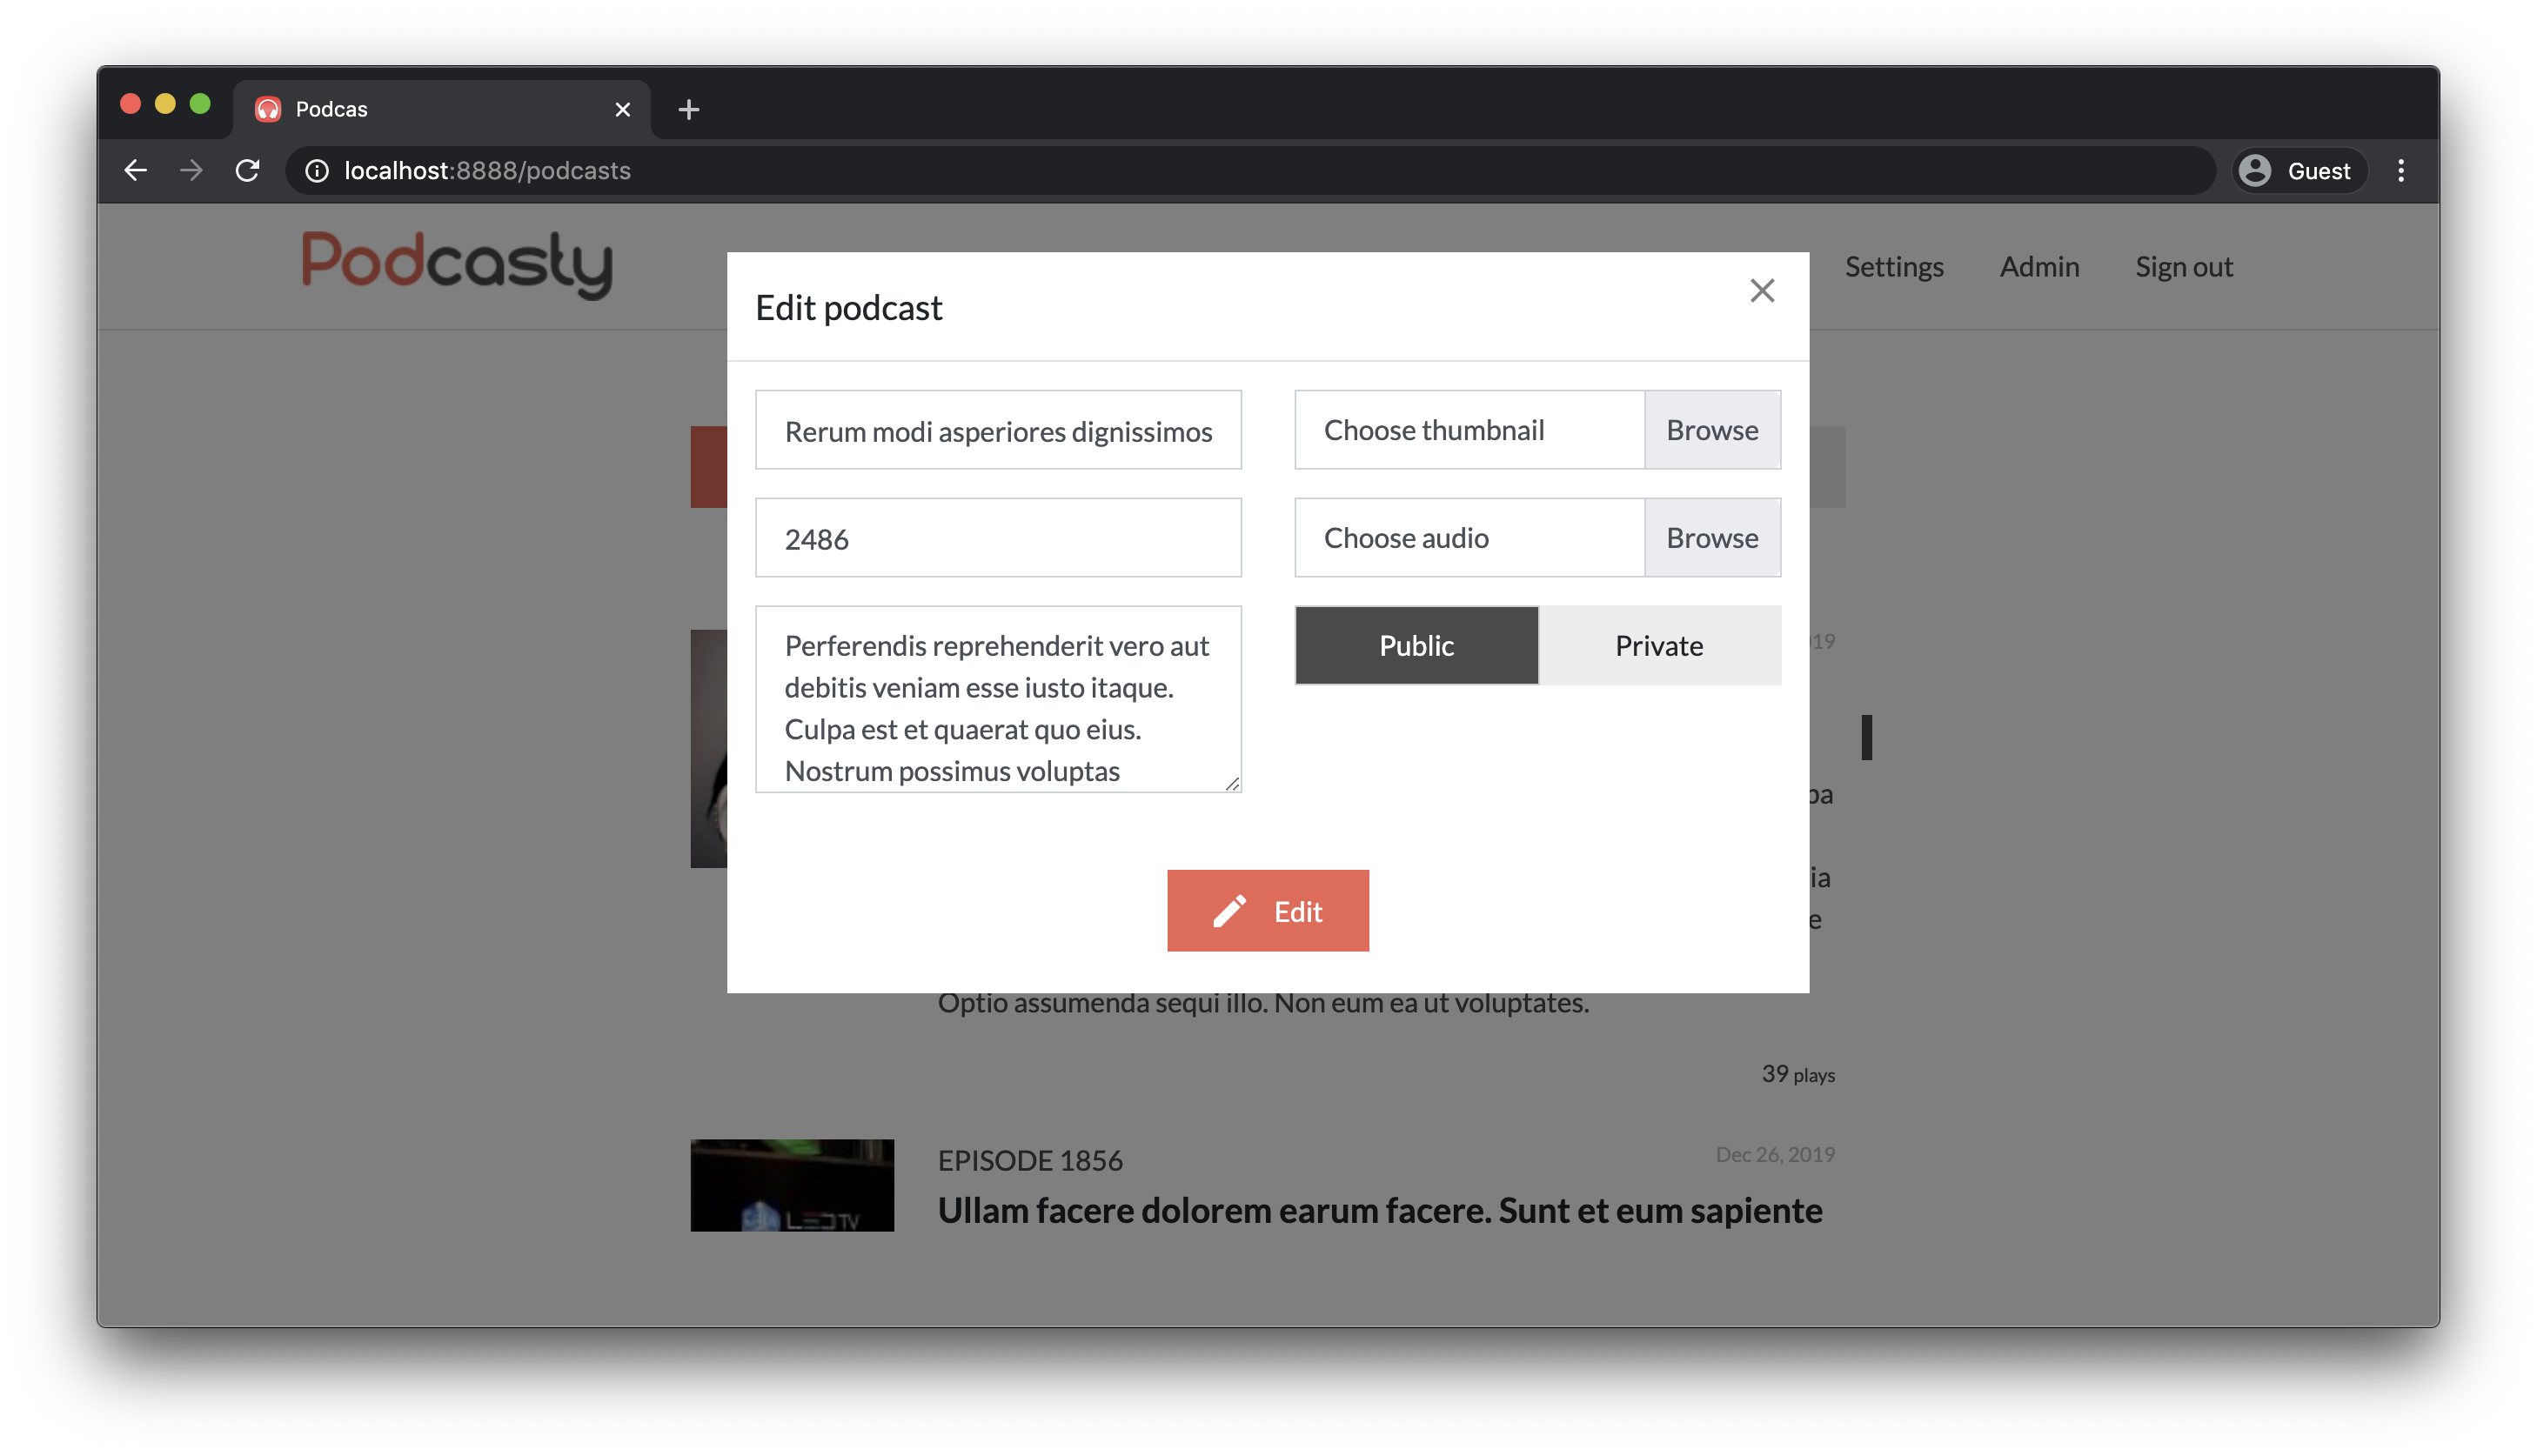 Podcas
localhost:8888/podcasts
Guest
Podcasty
Settings
Admin
Sign out
Edit podcast
Rerum modi asperiores dignissimos
Choose thumbnail
Browse
2486
Choose audio
Browse
Perferendis reprehenderit vero aut
debitis veniam esse iusto itaque.
Culpa est et quaerat quo eius.
Nostrum possimus voluptas
Public
Private
Edit
Optio assumenda sequi illo. Non eum ea ut voluptates.
39 plays
EPISODE 1856
Dec 26, 2019
Ullam facere dolorem earum facere. Sunt et eum sapiente
LEDTV